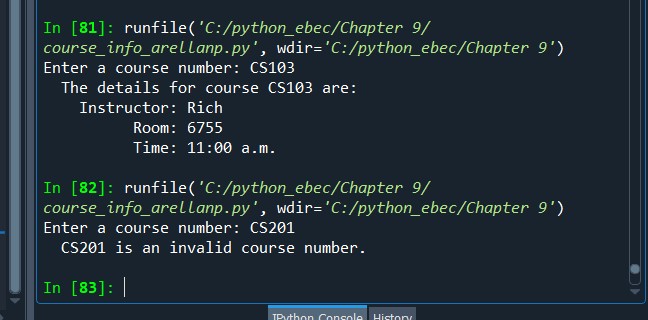 In [81]: runfile('C:/python_ebec/Chapter 9/
course_info_arellanp.py', wdir='C:/python_ebec/Chapter 9')
Enter a course number: CS103
  The details for course CS103 are:
    Instructor: Rich
          Room: 6755
          Time: 11:00 a.m.

In [82]: runfile('C:/python_ebec/Chapter 9/
course_info_arellanp.py', wdir='C:/python_ebec/Chapter 9')
Enter a course number: CS201
  CS201 is an invalid course number.

In [83]:
IPython Console History